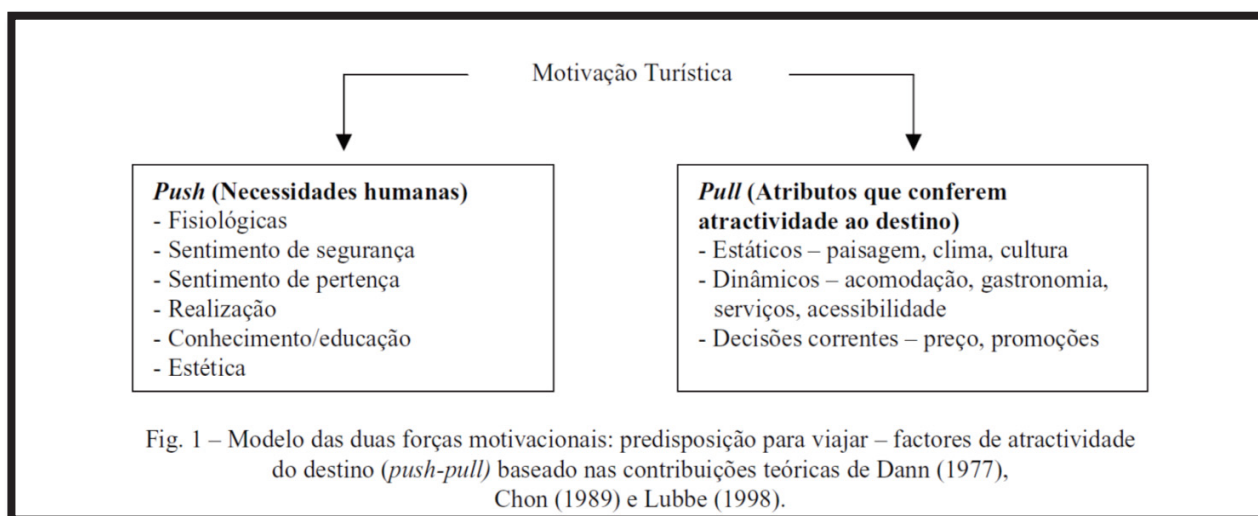 Motivação Turística
Push (Necessidades humanas)
- Fisiológicas
- Sentimento de segurança
- Sentimento de pertença
- Realização
- Conhecimento/educação
- Estética
Pull (Atributos que conferem
atractividade ao destino)
- Estáticos – paisagem, clima, cultura
- Dinâmicos – acomodação, gastronomia,
serviços, acessibilidade
- Decisões correntes – preço, promoções
Fig. 1 – Modelo das duas forças motivacionais: predisposição para viajar – factores de atractividade
do destino (push-pull) baseado nas contribuições teóricas de Dann (1977),
Chon (1989) e Lubbe (1998).